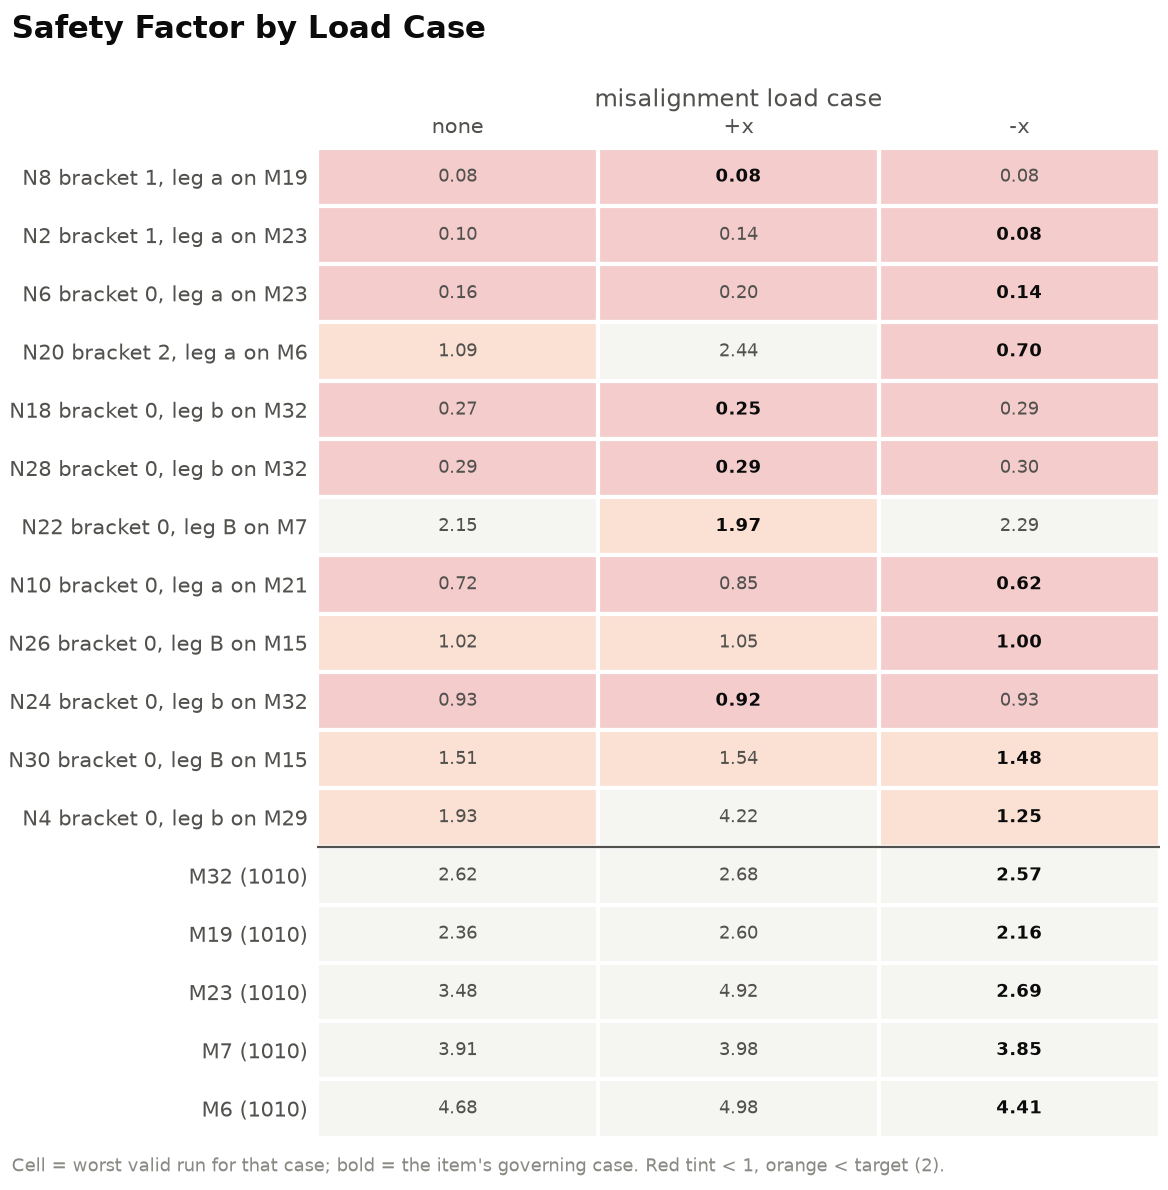 Safety Factor by Load Case
misalignment load case
none +x -x
N8 bracket 1, leg a on M19 0.08 0.08 0.08
N2 bracket 1, leg a on M23 0.10 0.14 0.08
N6 bracket 0, leg a on M23 0.16 0.20 0.14
N20 bracket 2, leg a on M6 1.09 2.44 0.70
N18 bracket 0, leg b on M32 0.27 0.25 0.29
N28 bracket 0, leg b on M32 0.29 0.29 0.30
N22 bracket 0, leg B on M7 2.15 1.97 2.29
N10 bracket 0, leg a on M21 0.72 0.85 0.62
N26 bracket 0, leg B on M15 1.02 1.05 1.00
N24 bracket 0, leg b on M32 0.93 0.92 0.93
N30 bracket 0, leg B on M15 1.51 1.54 1.48
N4 bracket 0, leg b on M29 1.93 4.22 1.25
M32 (1010) 2.62 2.68 2.57
M19 (1010) 2.36 2.60 2.16
M23 (1010) 3.48 4.92 2.69
M7 (1010) 3.91 3.98 3.85
M6 (1010) 4.68 4.98 4.41
Cell = worst valid run for that case; bold = the item's governing case. Red tint < 1, orange < target (2).